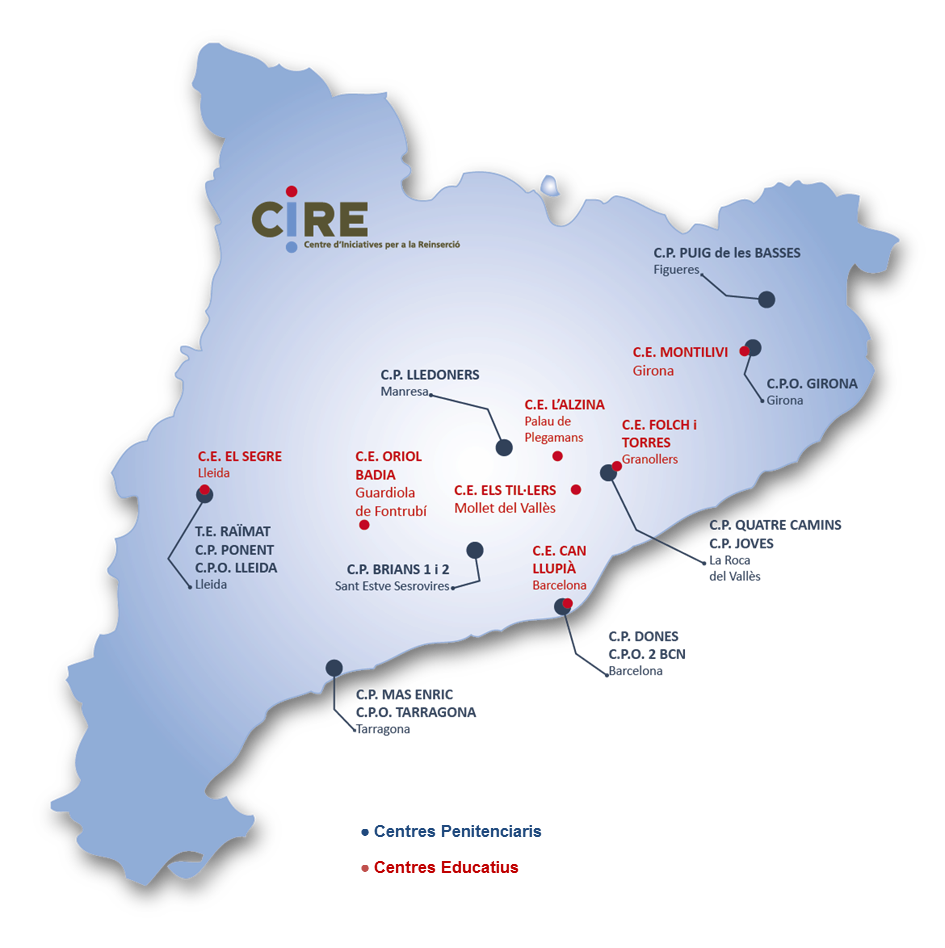 CiRE
Centre d'Iniciatives per a la Reinserció
C.P. PUIG de les BASSES
Figueres
C.E. MONTILIVI
Girona
C.P.O. GIRONA
Girona
C.P. LLEDONERS
Manresa
C.E. L'ALZINA
Palau de
Plegamans
C.E. FOLCH i
TORRES
Granollers
C.E. EL SEGRE
Lleida
C.E. ORIOL
BADIA
Guardiola
de Fontrubí
C.E. ELS TIL·LERS
Mollet del Vallès
T.E. RAÏMAT
C.P. PONENT
C.P.O. LLEIDA
Lleida
C.P. QUATRE CAMINS
C.P. JOVES
La Roca
del Vallès
C.P. BRIANS 1 i 2
Sant Estve Sesrovires
C.E. CAN
LLUPIÀ
Barcelona
C.P. DONES
C.P.O. 2 BCN
Barcelona
C.P. MAS ENRIC
C.P.O. TARRAGONA
Tarragona
Centres Penitenciaris
Centres Educatius